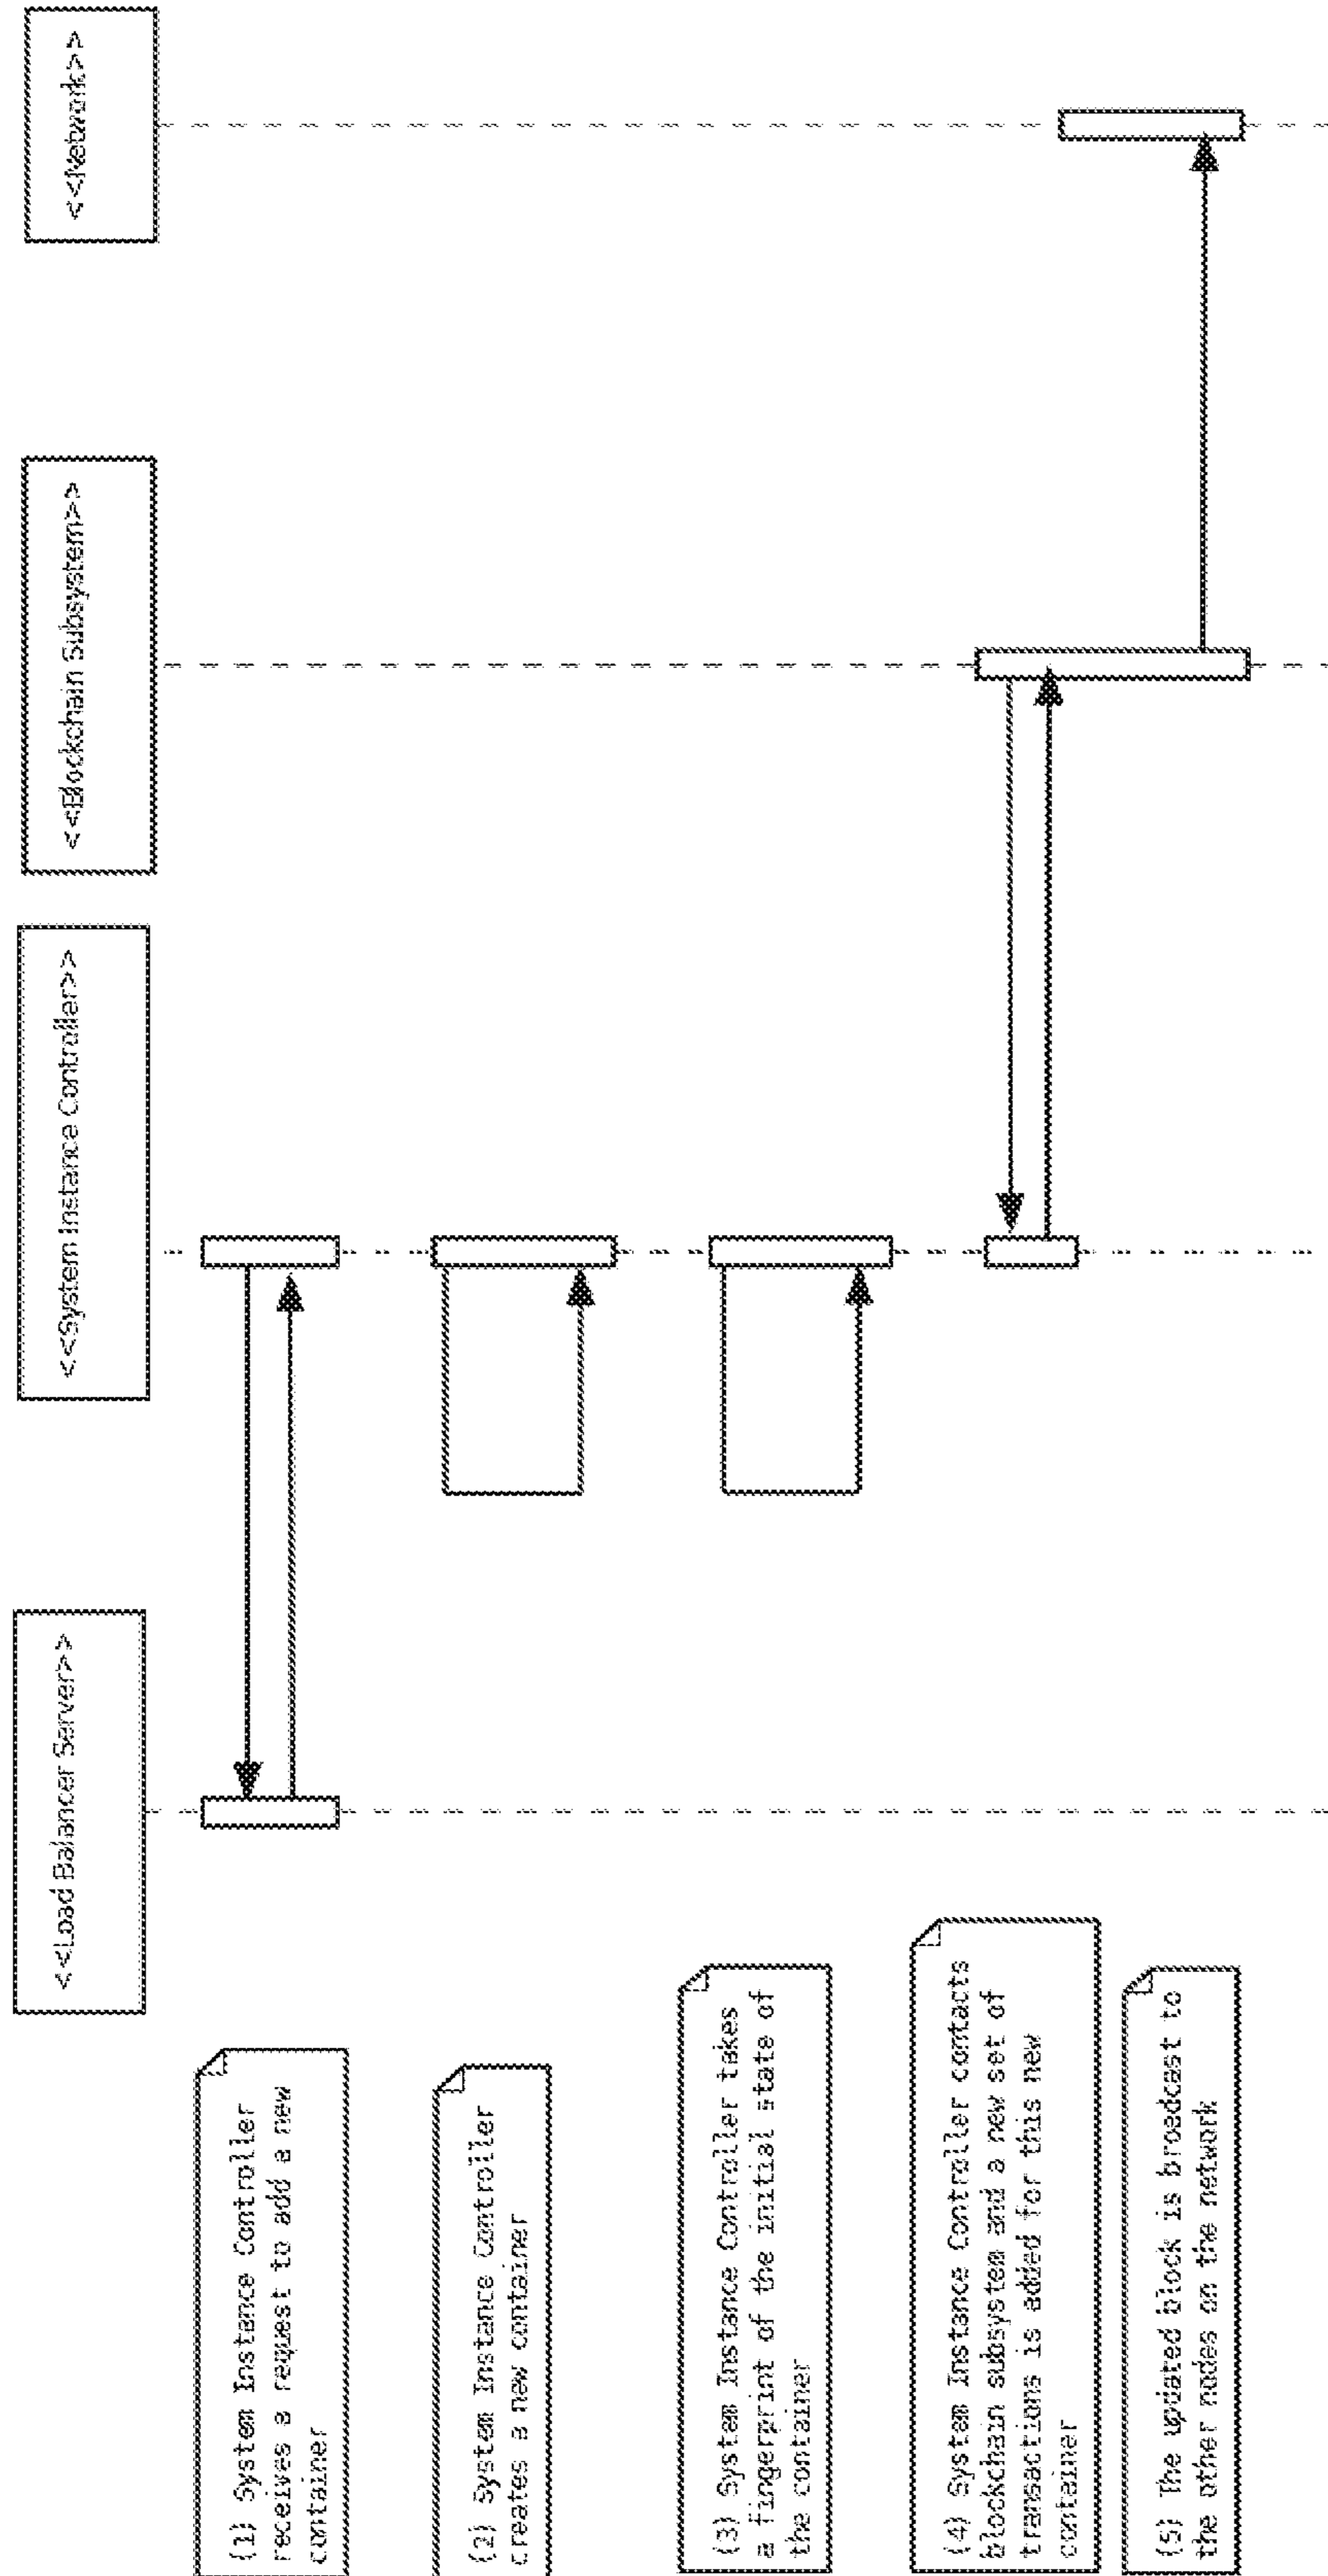 <<Load Balancer Server>>
<<System Instance Controller>>
<<Blockchain Subsystem>>
<<Network>>
(1) System Instance Controller
receives a request to add a new
container
(2) System Instance Controller
creates a new container
(3) System Instance Controller takes
a fingerprint of the initial state of
the container
(4) System Instance Controller contacts
blockchain subsystem and a new set of
transactions is added for this new
container
(5) The updated block is broadcast to
the other nodes on the network